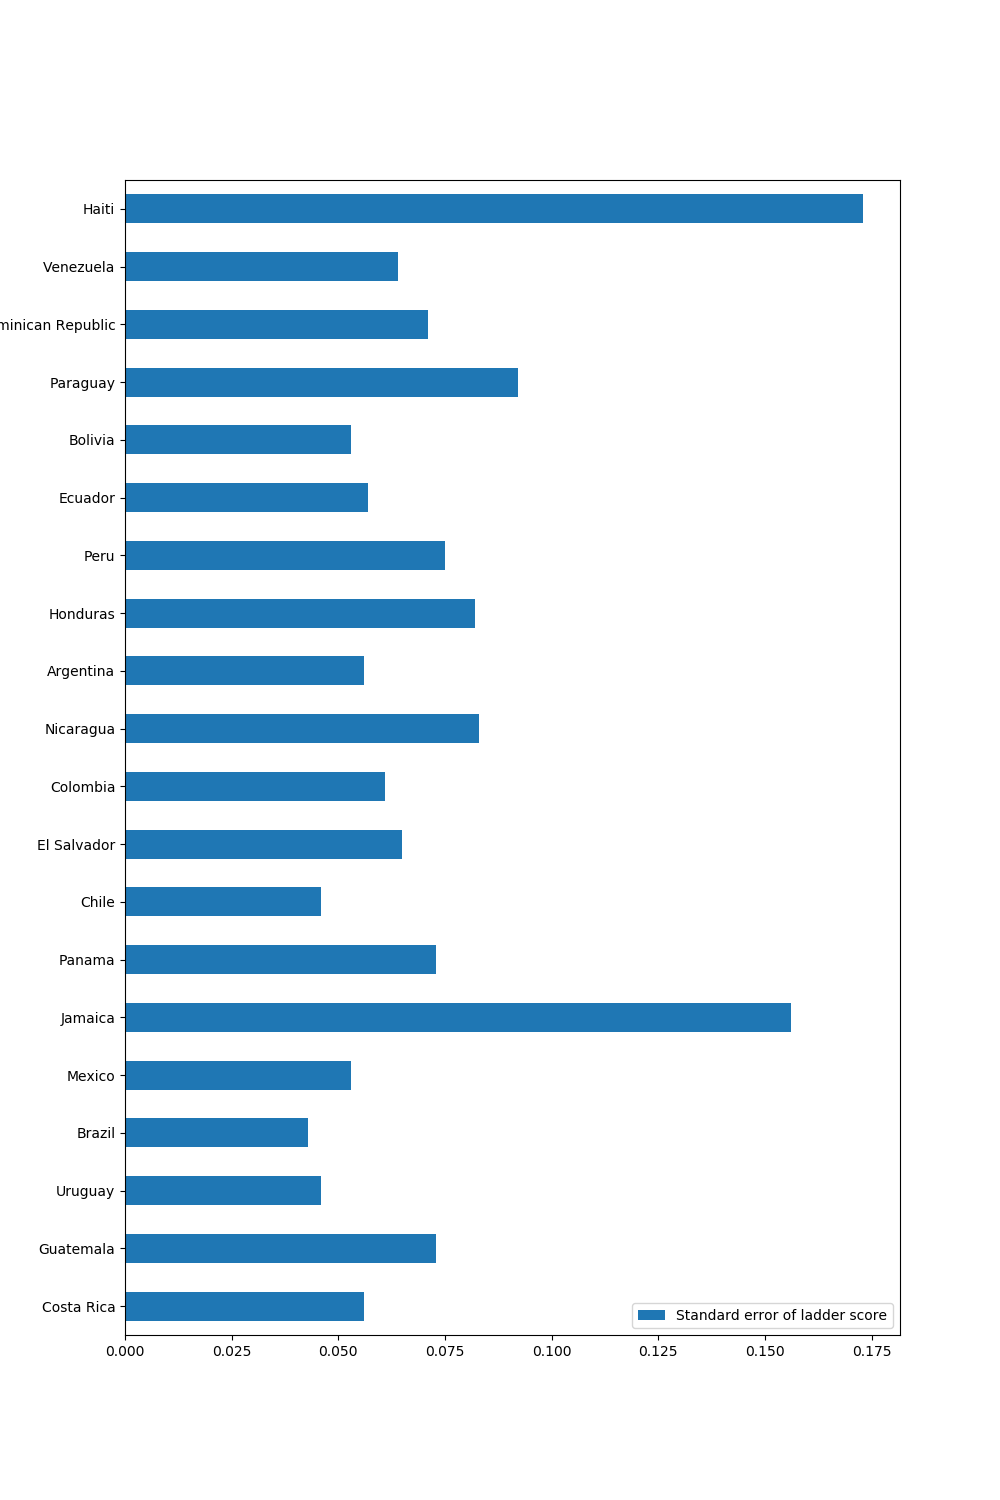 Haiti
Venezuela
minican Republic
Paraguay
Bolivia
Ecuador
Peru
Honduras
Argentina
Nicaragua
Colombia
El Salvador
Chile
Panama
Jamaica
Mexico
Brazil
Uruguay
Guatemala
Costa Rica
Standard error of ladder score
0.000 0.025 0.050 0.075 0.100 0.125 0.150 0.175